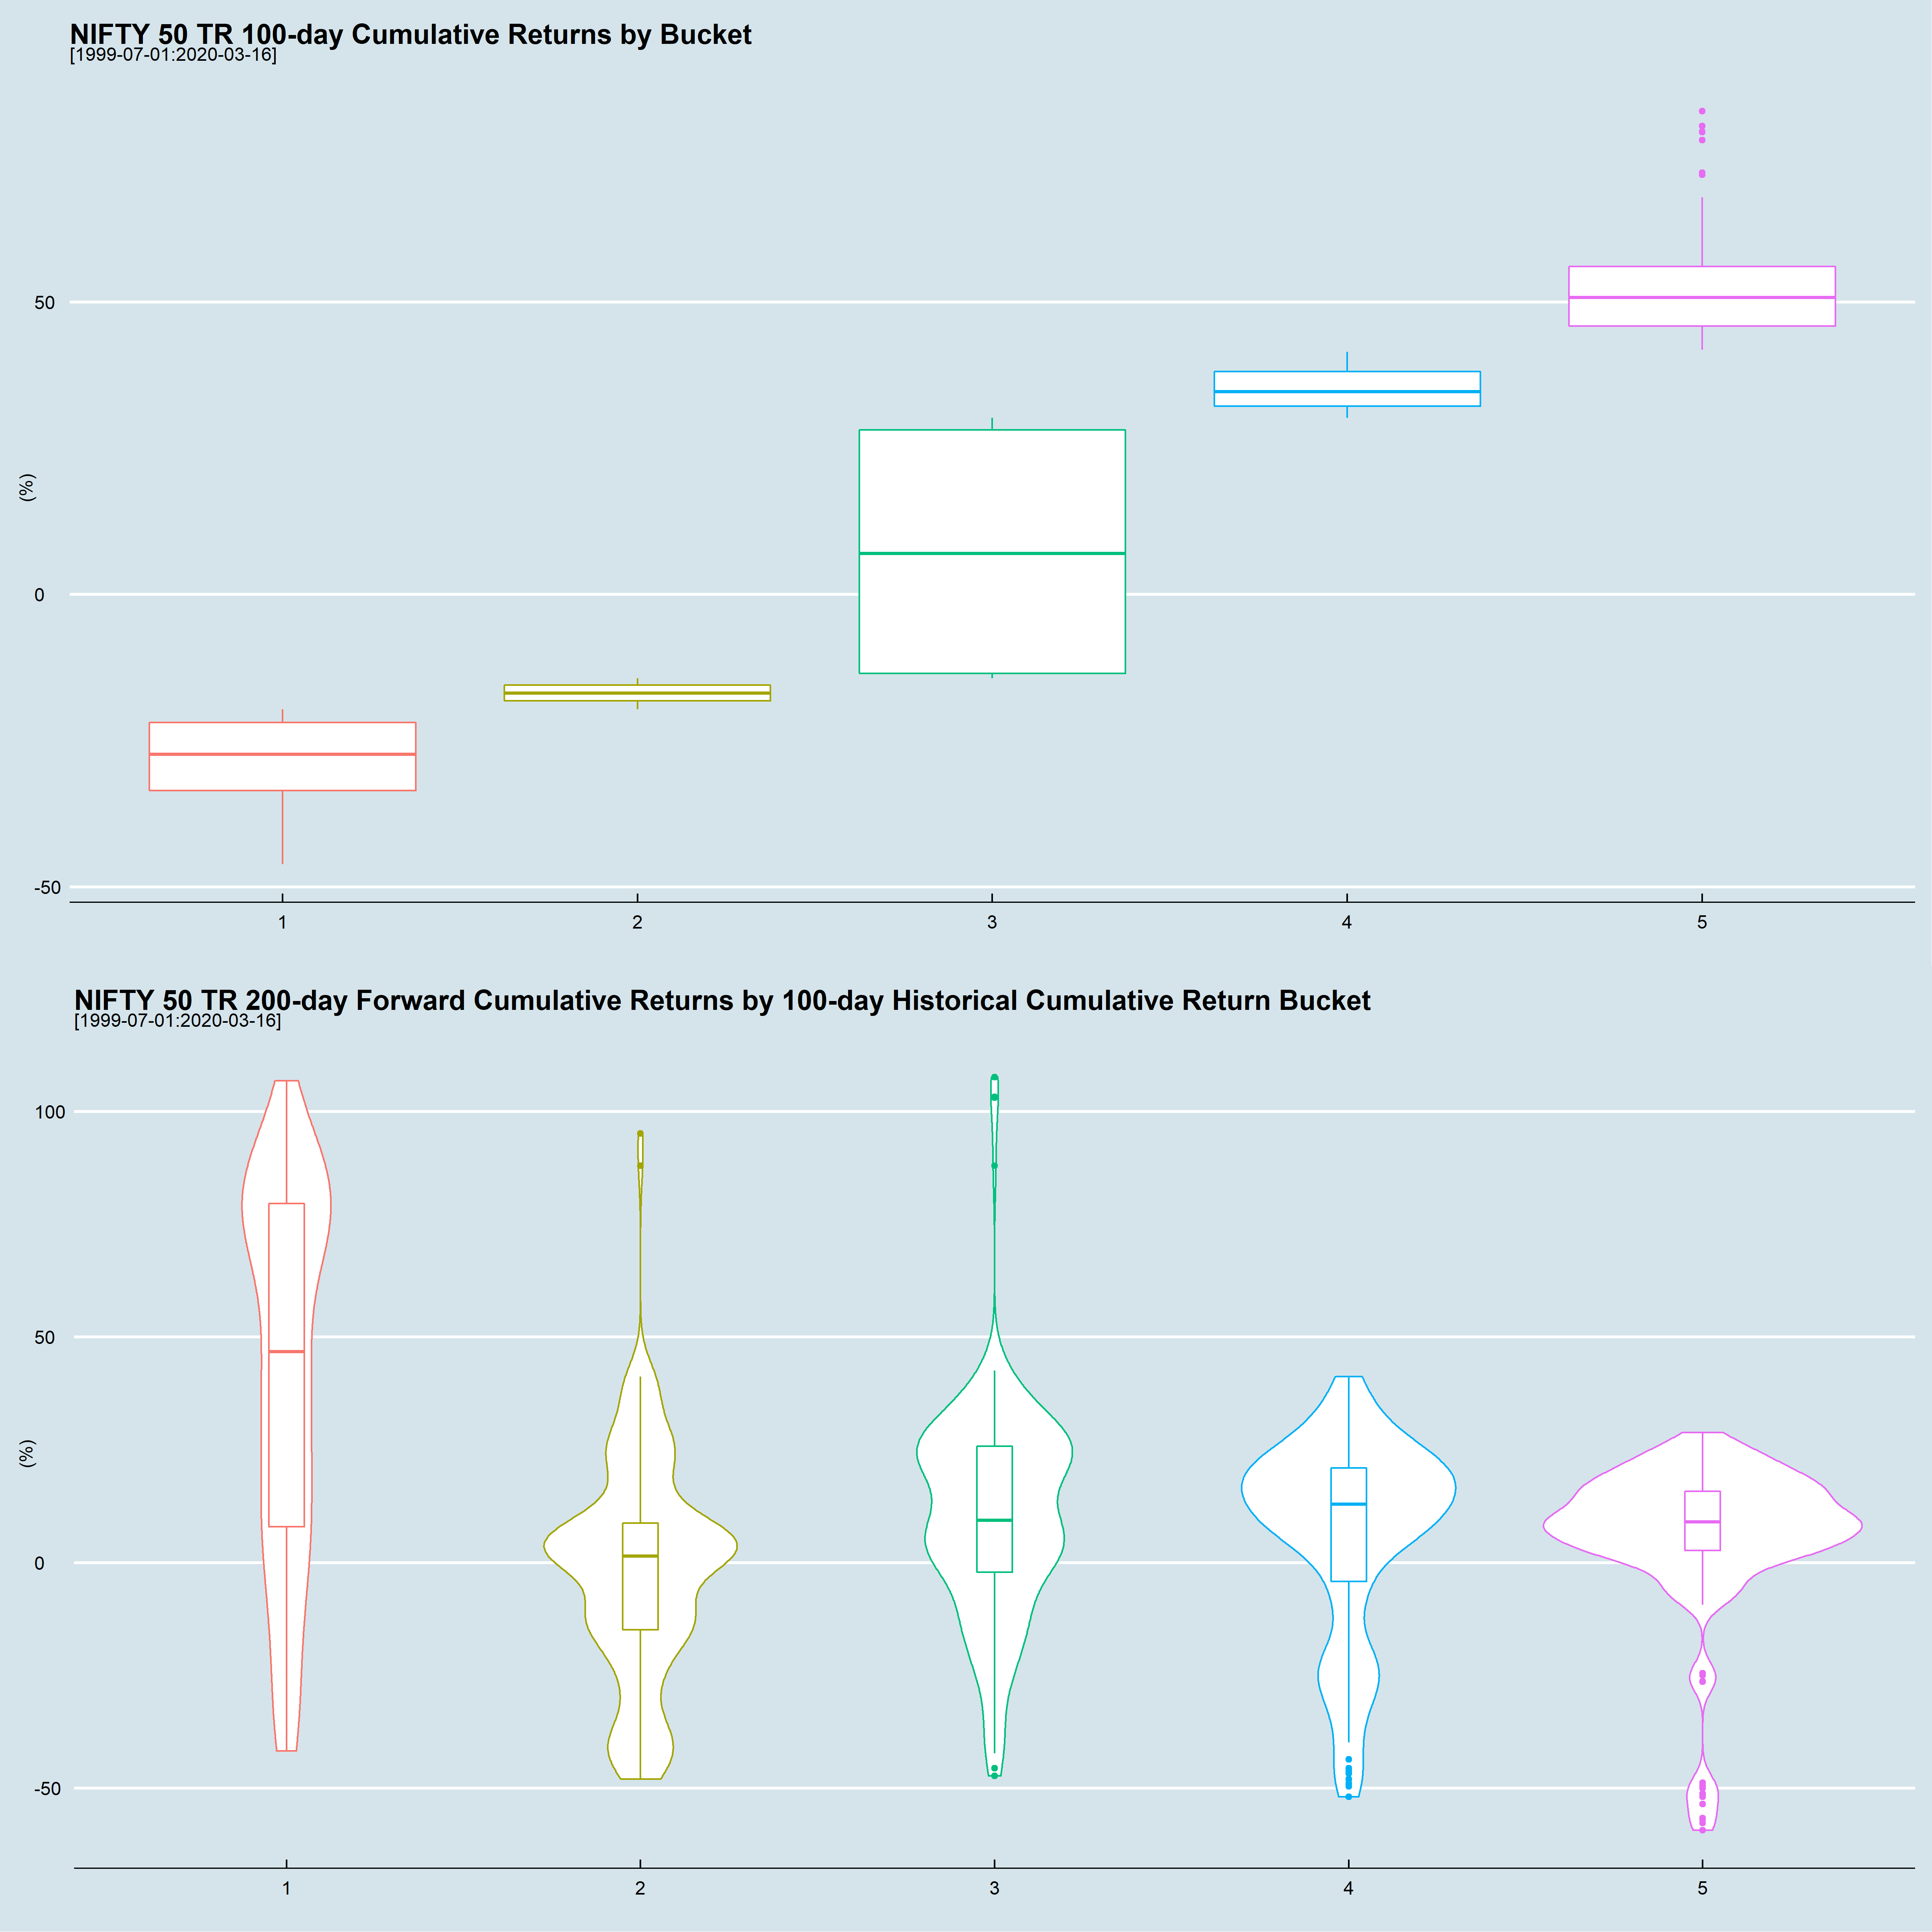 NIFTY 50 TR 100-day Cumulative Returns by Bucket
[1999-07-01:2020-03-16]
50
0
-50
(%)
1 2 3 4 5
NIFTY 50 TR 200-day Forward Cumulative Returns by 100-day Historical Cumulative Return Bucket
[1999-07-01:2020-03-16]
100
50
0
-50
(%)
1 2 3 4 5